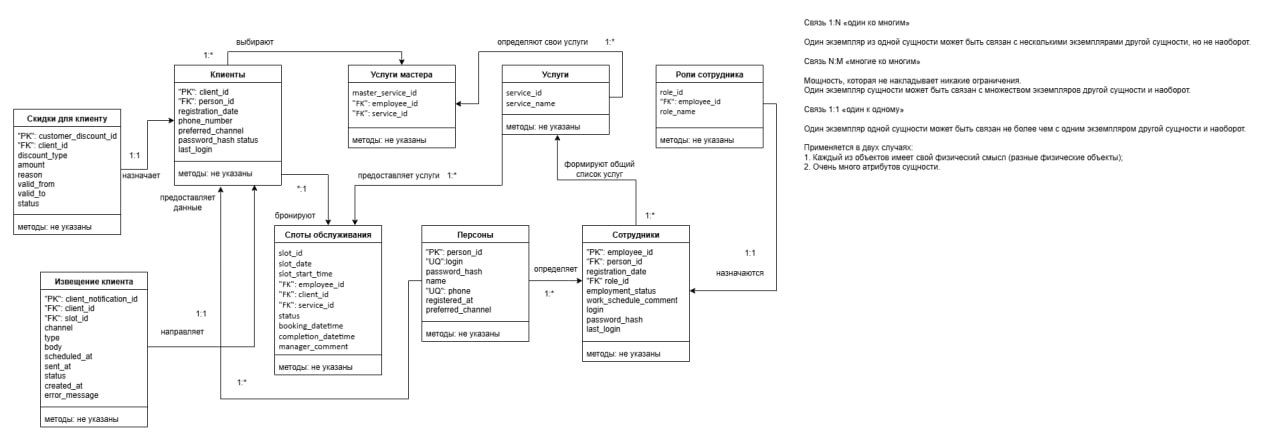 Связь 1:N «один ко многим»
Один экземпляр из одной сущности может быть связан с несколькими экземплярами другой сущности, но не наоборот.
Связь N:M «многие ко многим»
Мощность, которая не накладывает никакие ограничения.
Один экземпляр сущности может быть связан с множеством экземпляров другой сущности и наоборот.
Связь 1:1 «один к одному»
Один экземпляр одной сущности может быть связан не более чем с одним экземпляром другой сущности и наоборот.
Применяется в двух случаях:
1. Каждый из объектов имеет свой физический смысл (разные физические объекты);
2. Очень много атрибутов сущности.
выбирают
1:*
определяют свои услуги
1:*
Клиенты
"PK": client_id
"FK": person_id
registration_date
phone_number
preferred_channel
password_hash status
last_login
методы: не указаны
Услуги мастера
master_service_id
"FK": employee_id
"FK": service_id
методы: не указаны
Услуги
service_id
service_name
методы: не указаны
Роли сотрудника
role_id
"FK": employee_id
role_name
методы: не указаны
Скидки для клиенту
"PK": customer_discount_id
"FK": client_id
discount_type
amount
reason
valid_from
valid_to
status
методы: не указаны
1:1
назначает
предоставляет
данные
*:1
бронируют
предоставляет услуги
1:*
формируют общий
список услуг
1:*
Слоты обслуживания
slot_id
slot_date
slot_start_time
"FK": employee_id
"FK": client_id
"FK": service_id
status
booking_datetime
completion_datetime
manager_comment
методы: не указаны
Персоны
"PK": person_id
"UQ":login
password_hash
name
"UQ": phone
registered_at
preferred_channel
методы: не указаны
определяет
1:*
Сотрудники
"PK": employee_id
"FK": person_id
registration_date
"FK" role_id
employment_status
work_schedule_comment
login
password_hash
last_login
методы: не указаны
1:1
назначаются
Извещение клиента
"PK": client_notification_id
"FK": client_id
"FK": slot_id
channel
type
body
scheduled_at
sent_at
status
created_at
error_message
методы: не указаны
1:1
направляет
1:*